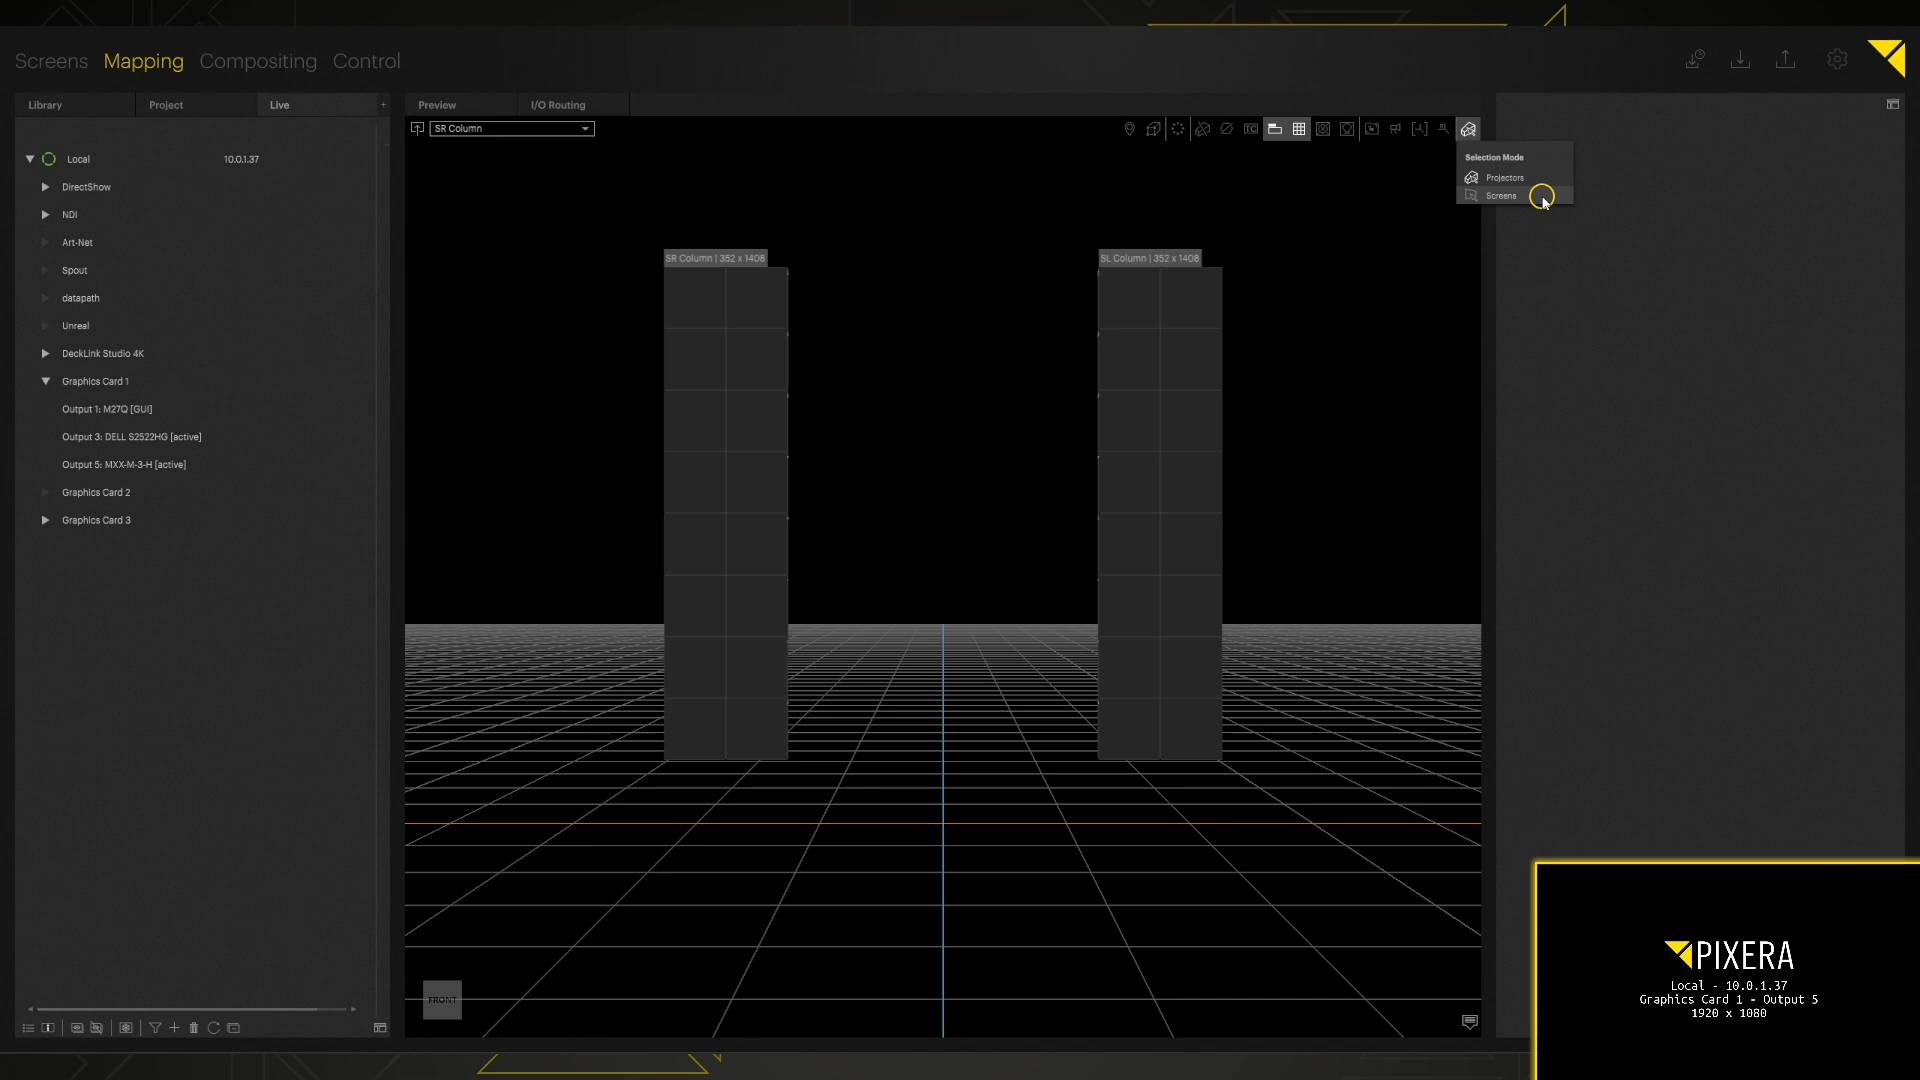 Screens Mapping Compositing Control
Library Project Live +
Local 10.0.1.37
DirectShow
NDI
Art-Net
Spout
datapath
Unreal
DeckLink Studio 4K
Graphics Card 1
Output 1: M27Q [GUI]
Output 3: DELL S2522HG [active]
Output 5: MXX-M-3-H [active]
Graphics Card 2
Graphics Card 3
Preview I/O Routing
SR Column
TC
Selection Mode
Projectors
Screens
SR Column | 352 x 1408
SL Column | 352 x 1408
FRONT
PIXERA
Local - 10.0.1.37
Graphics Card 1 - Output 5
1920 x 1080